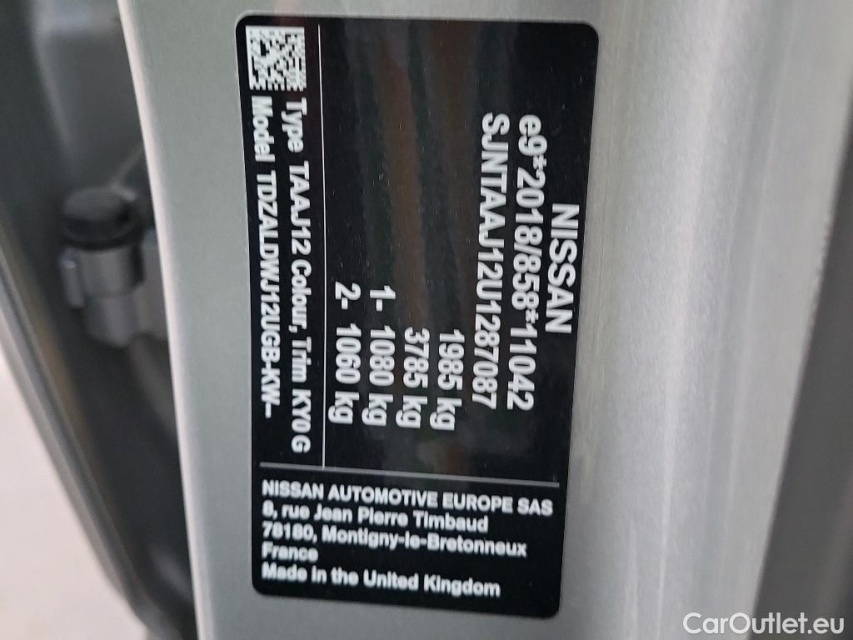 NISSAN
e9*2018/858*11042
SJNTAAJ12U1287087
1985 kg
3785 kg
1- 1080 kg
2- 1060 kg
Type TAAJ12 Colour, Trim KY0 G
Model TDZALDWJ12UGB-KW--
NISSAN AUTOMOTIVE EUROPE SAS
8, rue Jean Pierre Timbaud
78180, Montigny-le-Bretonneux
France
Made in the United Kingdom
CarOutlet.eu